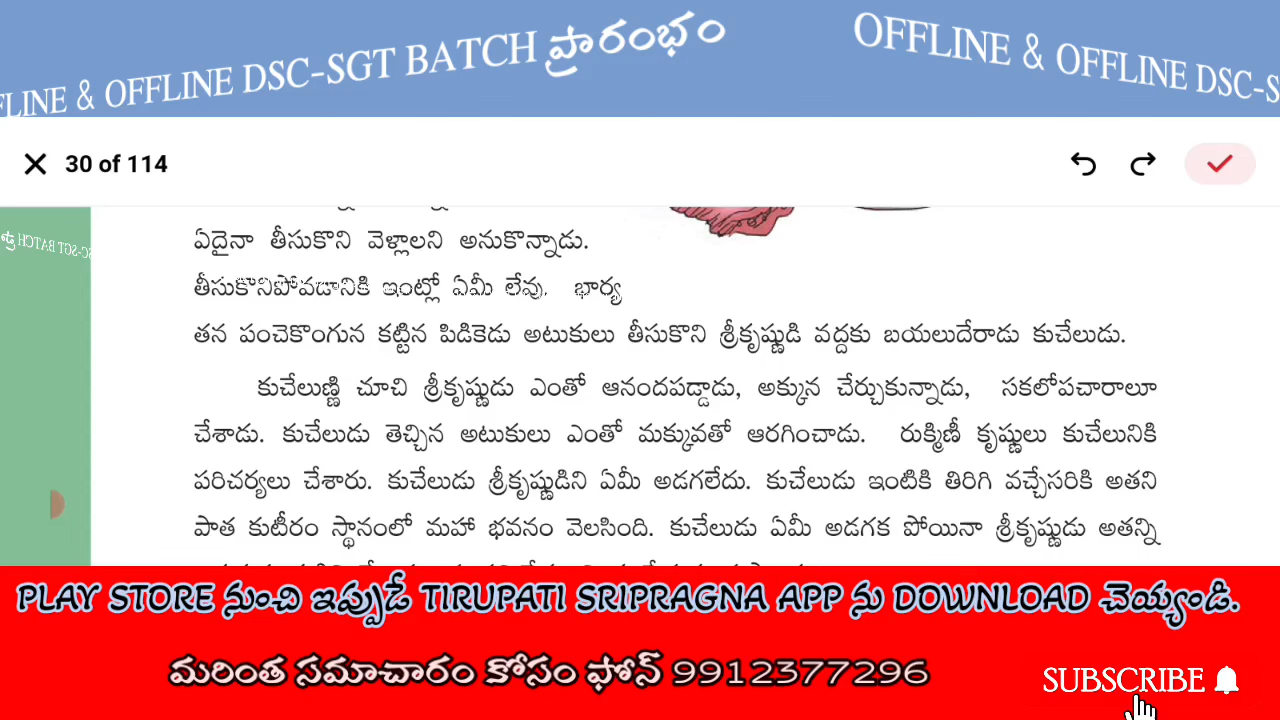 OFFLINE & OFFLINE DSC-SGT BATCH ప్రారంభం
OFFLINE & OFFLINE DSC-S
30 of 114
ఏదైనా తీసుకొని వెళ్లాలని అనుకొన్నాడు.
తీసుకొనిపోవడానికి ఇంట్లో ఏమీ లేవు. భార్య
తన పంచెకొంగున కట్టిన పిడికెడు అటుకులు తీసుకొని శ్రీకృష్ణుడి వద్దకు బయలుదేరాడు కుచేలుడు.
కుచేలుణ్ణి చూచి శ్రీకృష్ణుడు ఎంతో ఆనందపడ్డాడు, అక్కున చేర్చుకున్నాడు, సకలోపచారాలూ
చేశాడు. కుచేలుడు తెచ్చిన అటుకులు ఎంతో మక్కువతో ఆరగించాడు. రుక్మిణీ కృష్ణులు కుచేలునికి
పరిచర్యలు చేశారు. కుచేలుడు శ్రీకృష్ణుడిని ఏమీ అడగలేదు. కుచేలుడు ఇంటికి తిరిగి వచ్చేసరికి అతని
పాత కుటీరం స్థానంలో మహా భవనం వెలసింది. కుచేలుడు ఏమీ అడగక పోయినా శ్రీకృష్ణుడు అతన్ని
PLAY STORE నుంచి ఇప్పుడే TIRUPATI SRIPRAGNA APP ను DOWNLOAD చెయ్యండి.
మరింత సమాచారం కోసం ఫోన్ 9912377296
SUBSCRIBE